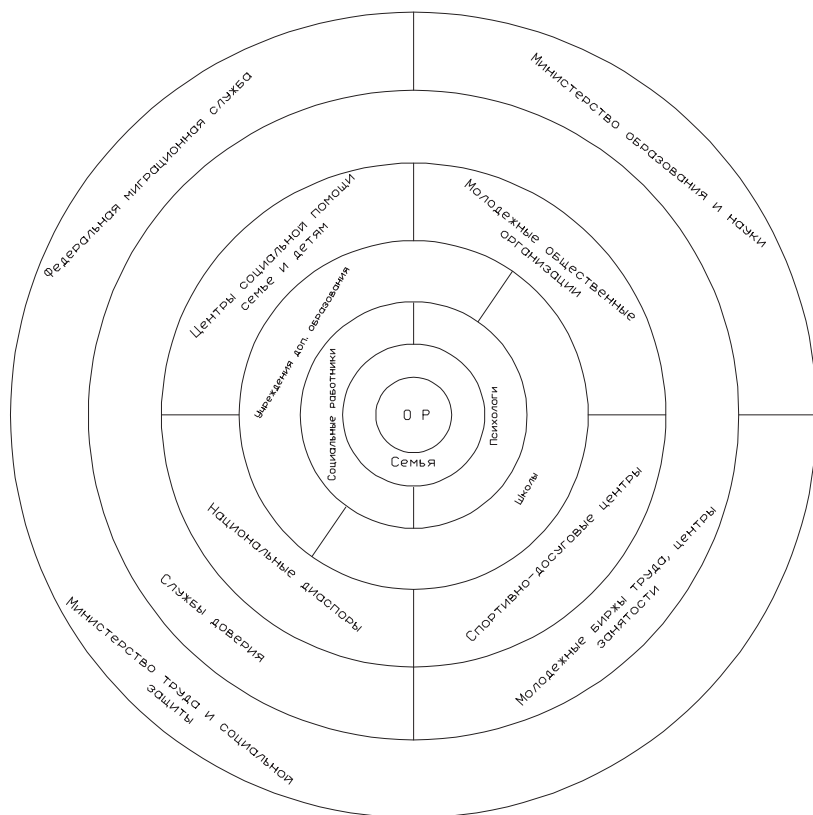 Федеральная миграционная служба
Министерство образования и науки
Центры социальной помощи
семье и детям
Молодежные общественные
организации
Учреждения доп. образования
Социальные работники
О Р
Психологи
Семья
Школы
Национальные диаспоры
Спортивно-досуговые центры
Службы доверия
Молодежные биржы труда, центры
занятости
Министерство труда и социальной
защиты